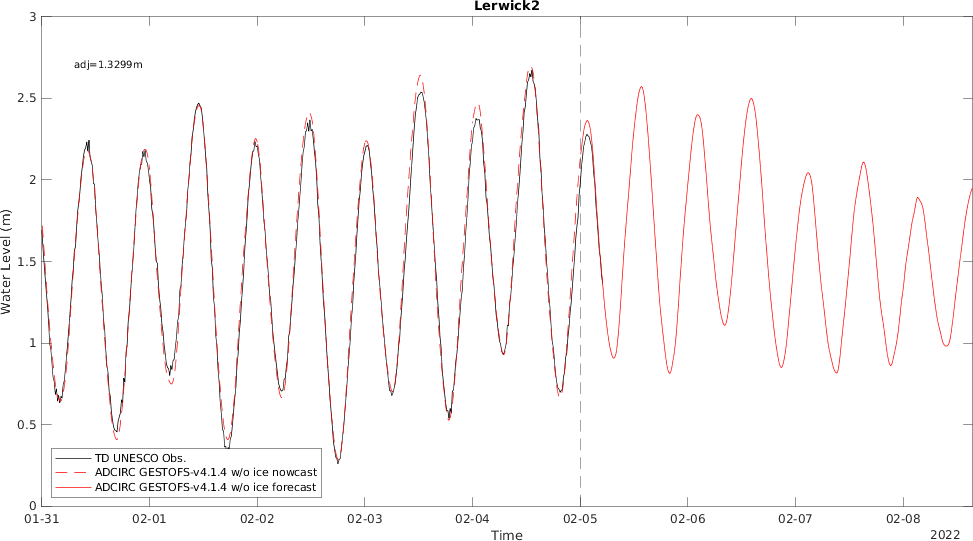 Lerwick2
3
adj=1.3299m
2.5
2
1.5
1
0.5
0
Water Level (m)
TD UNESCO Obs.
ADCIRC GESTOFS-v4.1.4 w/o ice nowcast
ADCIRC GESTOFS-v4.1.4 w/o ice forecast
01-31 02-01 02-02 02-03 02-04 02-05 02-06 02-07 02-08
Time
2022